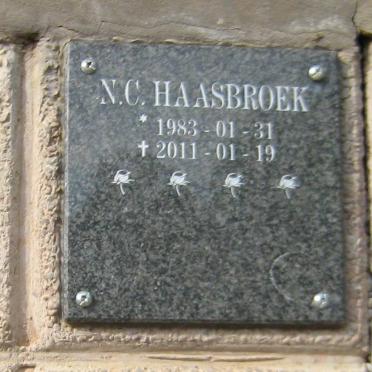 N.C. HAASBROEK
* 1983 - 01 - 31
✝ 2011 - 01 - 19